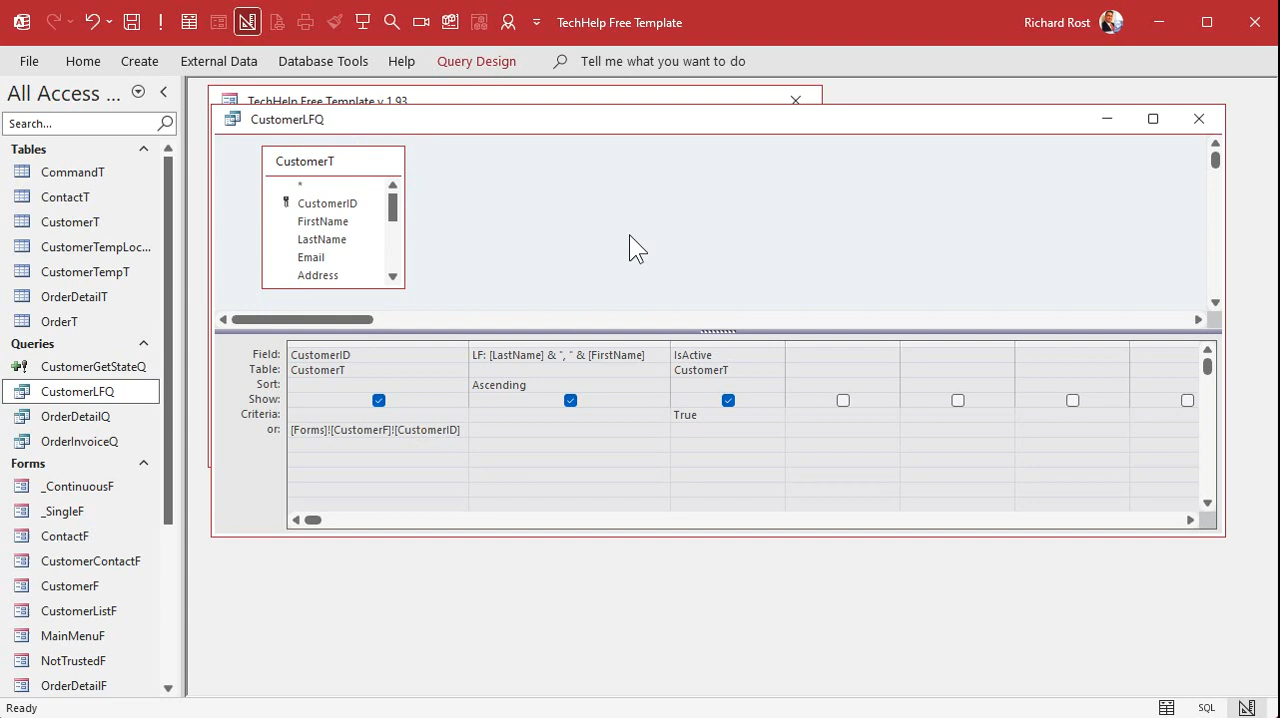 TechHelp Free Template
Richard Rost
File
Home
Create
External Data
Database Tools
Help
Query Design
Tell me what you want to do
All Access ...
Search...
Tables
CommandT
ContactT
CustomerT
CustomerTempLoc...
CustomerTempT
OrderDetailT
OrderT
Queries
CustomerGetStateQ
CustomerLFQ
OrderDetailQ
OrderInvoiceQ
Forms
_ContinuousF
_SingleF
ContactF
CustomerContactF
CustomerF
CustomerListF
MainMenuF
NotTrustedF
OrderDetailF
TechHelp Free Template v 1.93
CustomerLFQ
CustomerT
*
CustomerID
FirstName
LastName
Email
Address
Field: CustomerID LF: [LastName] & ", " & [FirstName] IsActive
Table: CustomerT CustomerT
Sort: Ascending
Show:
Criteria: True
or: [Forms]![CustomerF]![CustomerID]
Ready
SQL